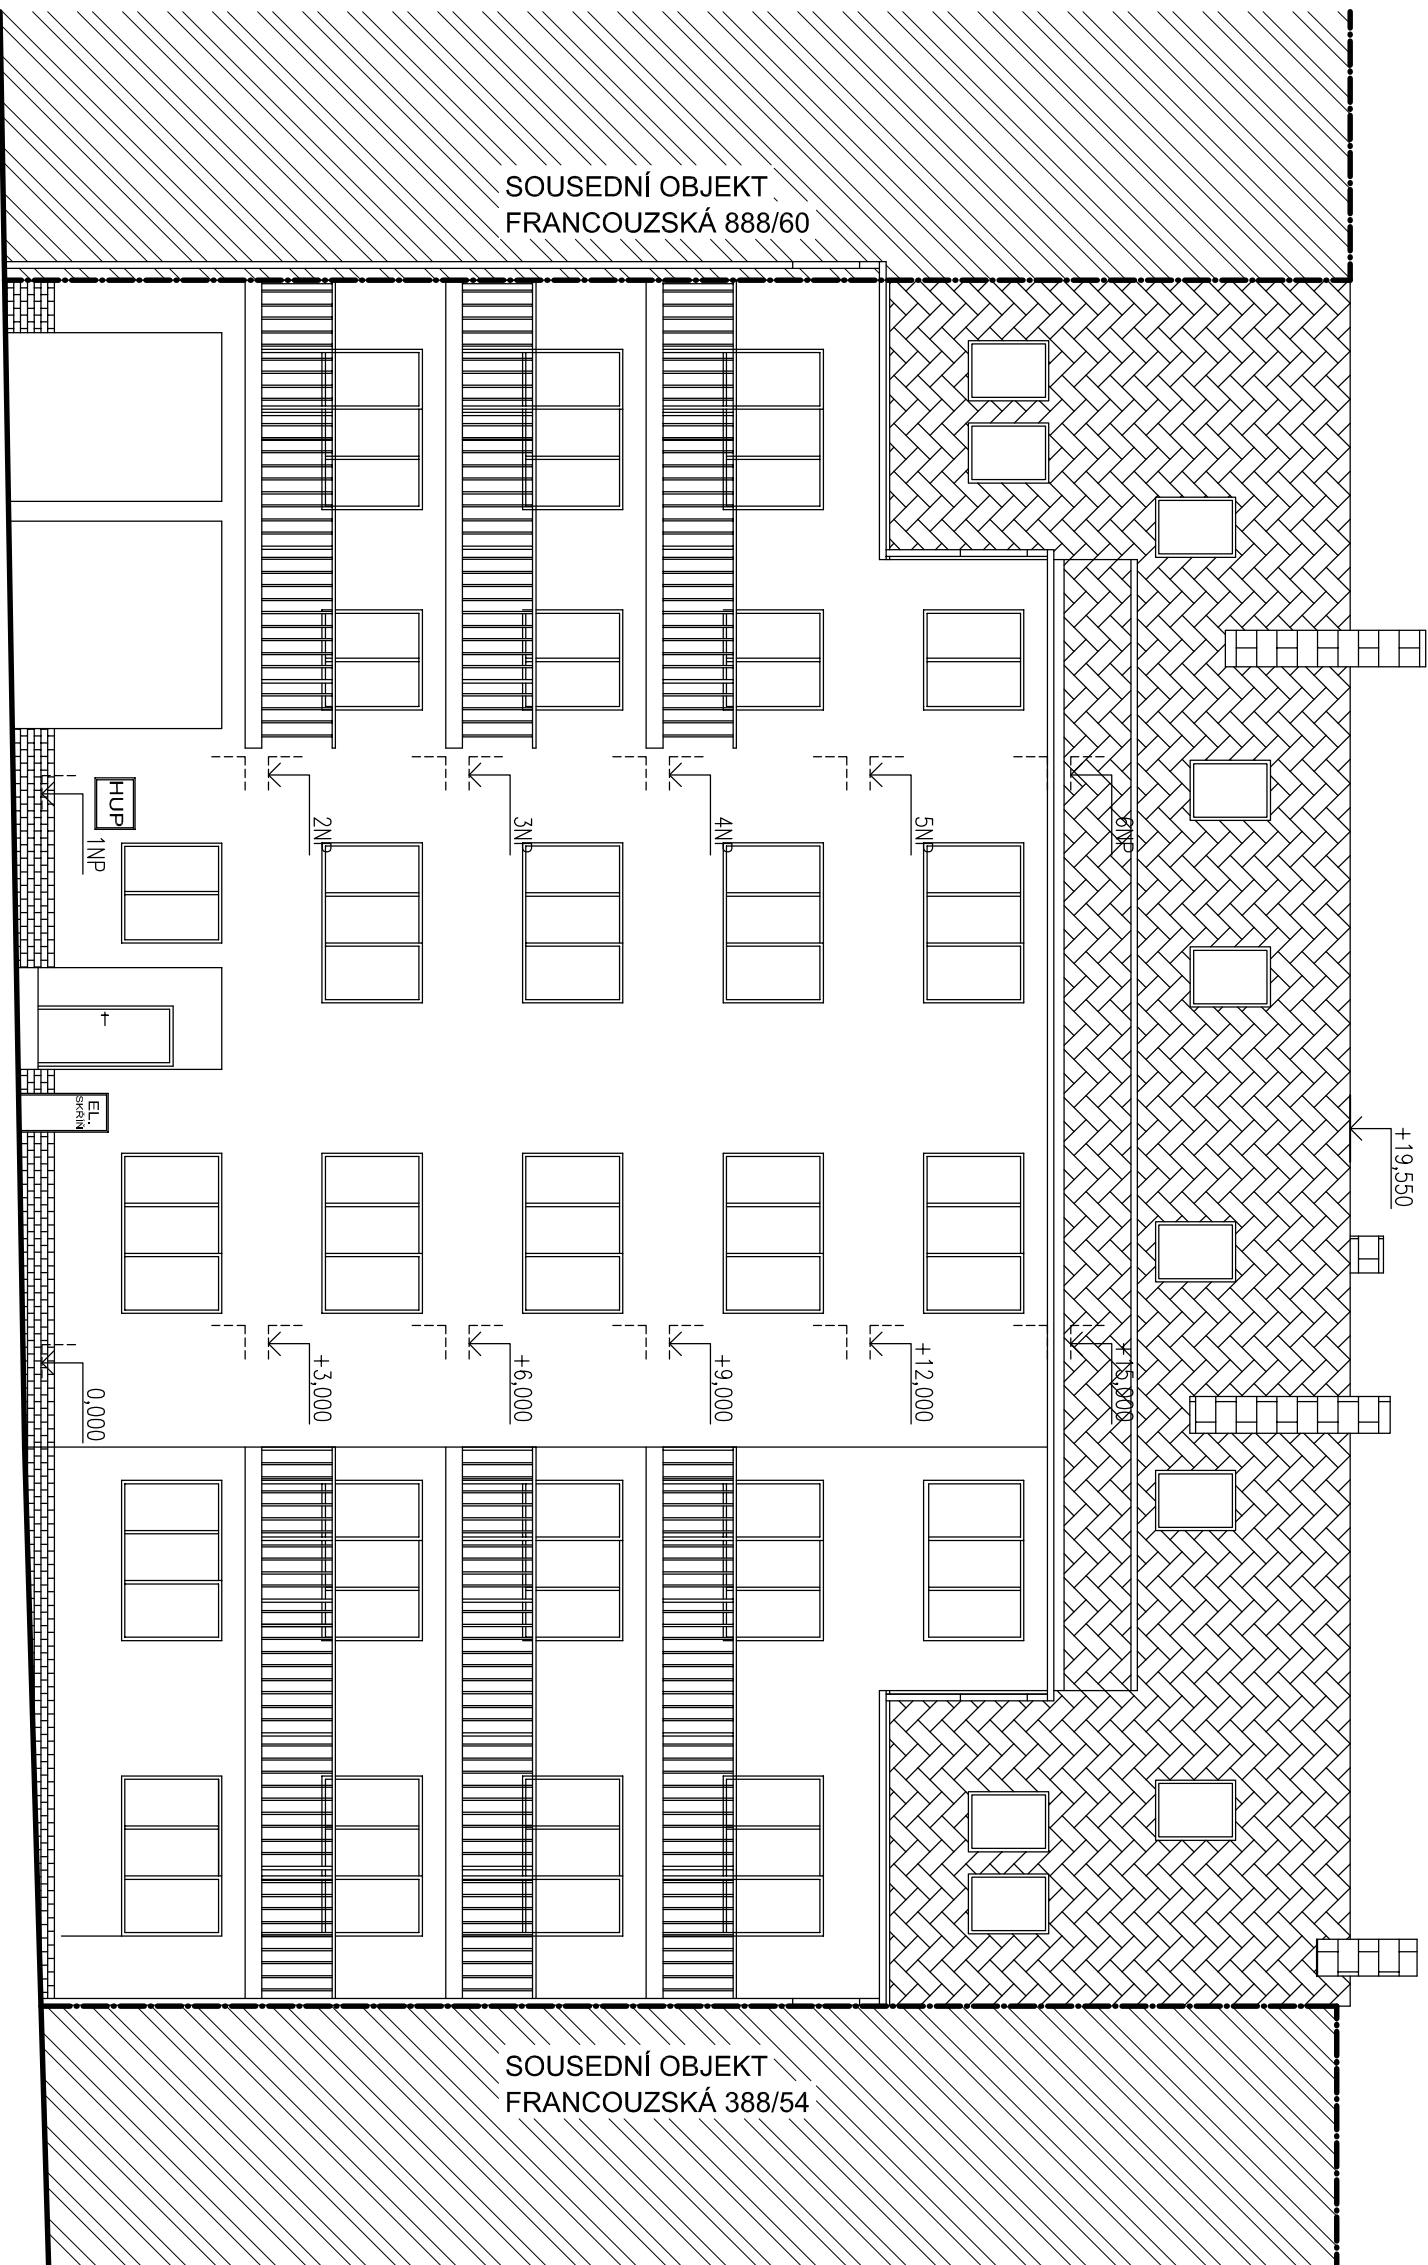 SOUSEDNÍ OBJEKT
FRANCOUZSKÁ 888/60
HUP
1NP
2NP
3NP
4NP
5NP
6NP
+19,550
EL.
SKŘÍŇ
0,000
+3,000
+6,000
+9,000
+12,000
+15,000
SOUSEDNÍ OBJEKT
FRANCOUZSKÁ 388/54